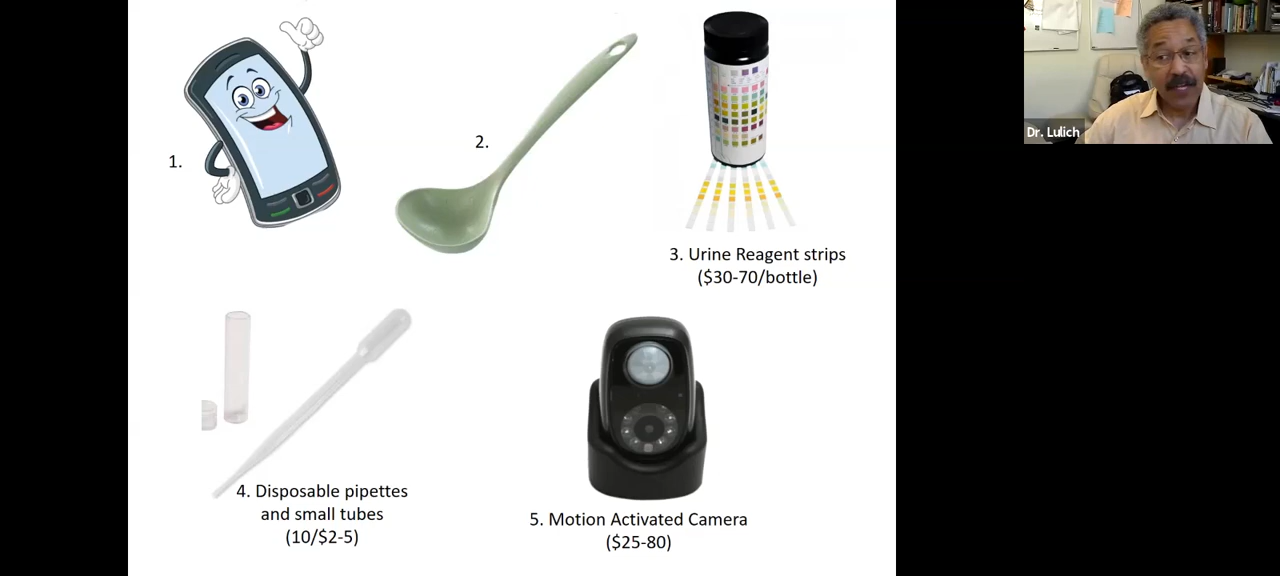 1.
2.
3. Urine Reagent strips
($30-70/bottle)
4. Disposable pipettes
and small tubes
(10/$2-5)
5. Motion Activated Camera
($25-80)
Dr. Lulich